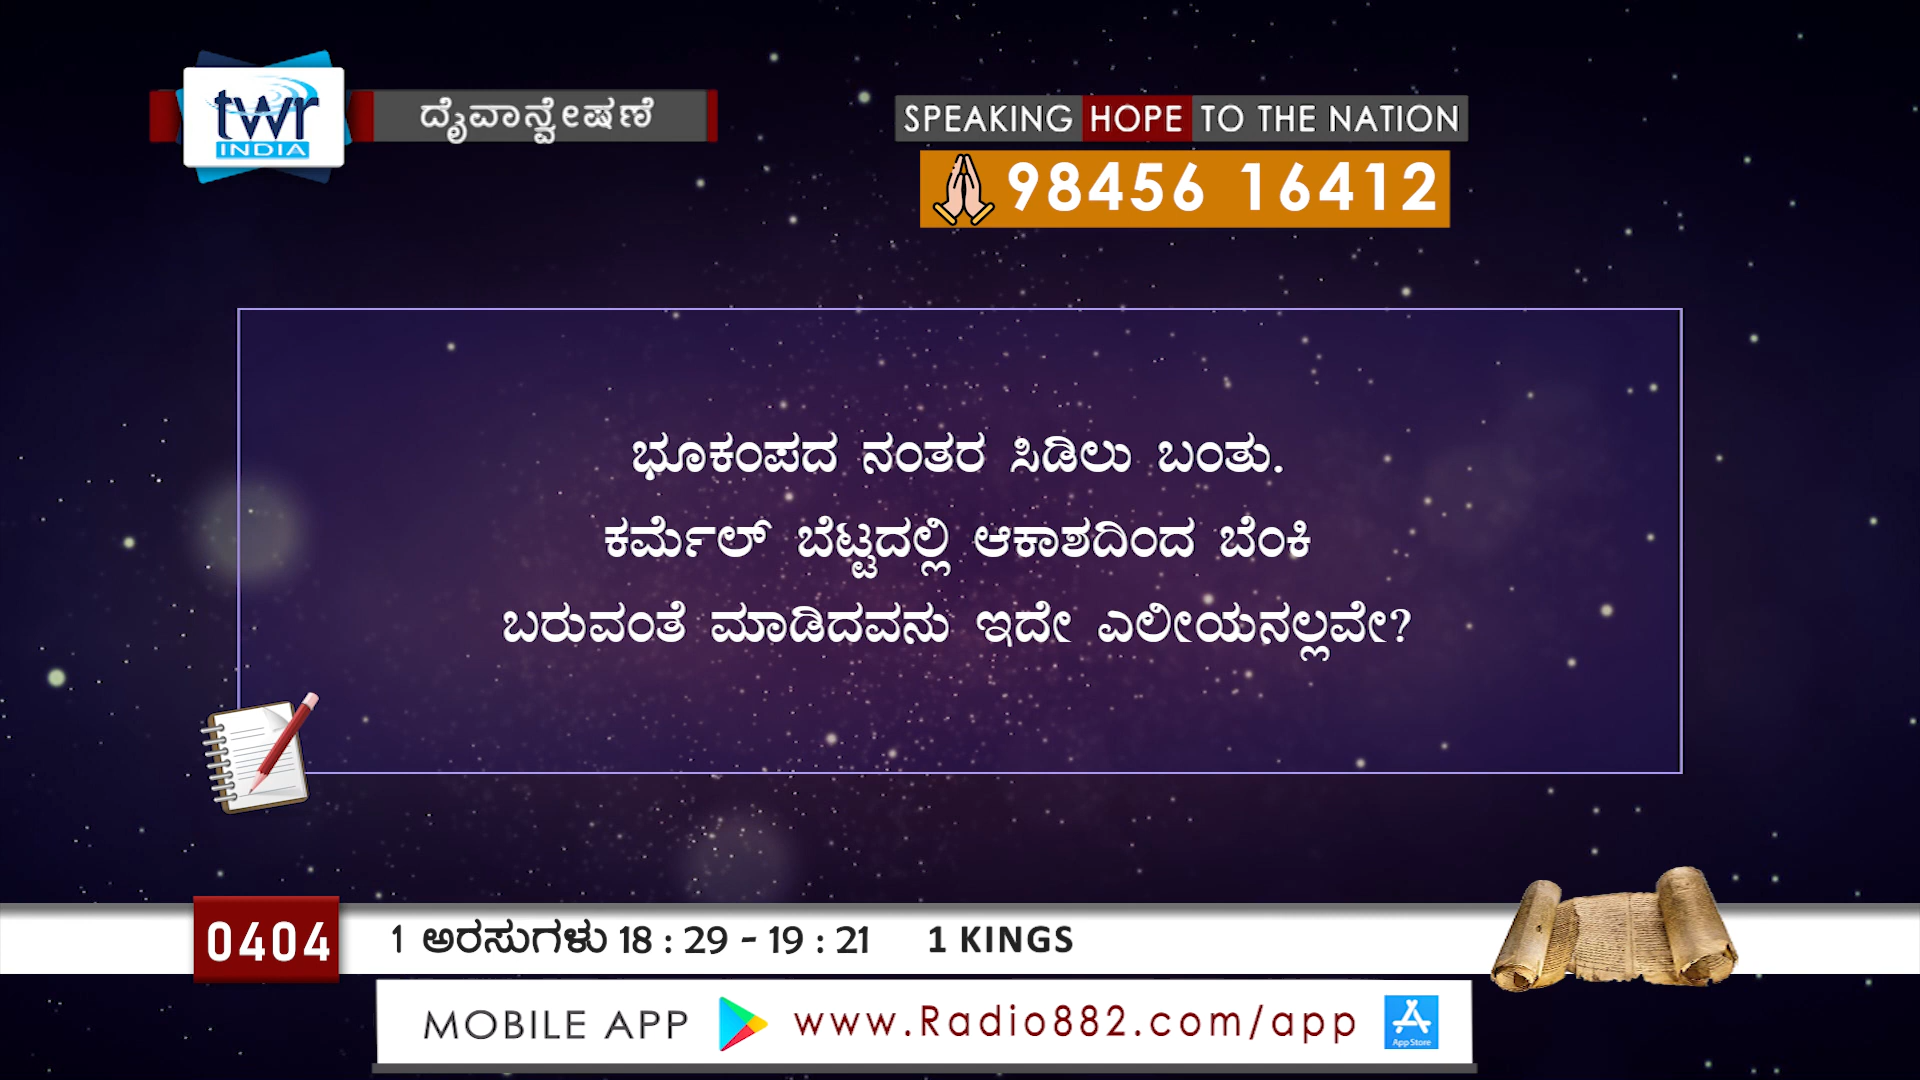 twr
INDIA
ದೈವಾನ್ವೇಷಣೆ
SPEAKING HOPE TO THE NATION
98456 16412
ಭೂಕಂಪದ ನಂತರ ಸಿಡಿಲು ಬಂತು.
ಕರ್ಮೆಲ್ ಬೆಟ್ಟದಲ್ಲಿ ಆಕಾಶದಿಂದ ಬೆಂಕಿ
ಬರುವಂತೆ ಮಾಡಿದವನು ಇದೇ ಎಲೀಯನಲ್ಲವೇ?
0404
1 ಅರಸುಗಳು 18 : 29 - 19 : 21 1 KINGS
MOBILE APP www.Radio882.com/app
App Store